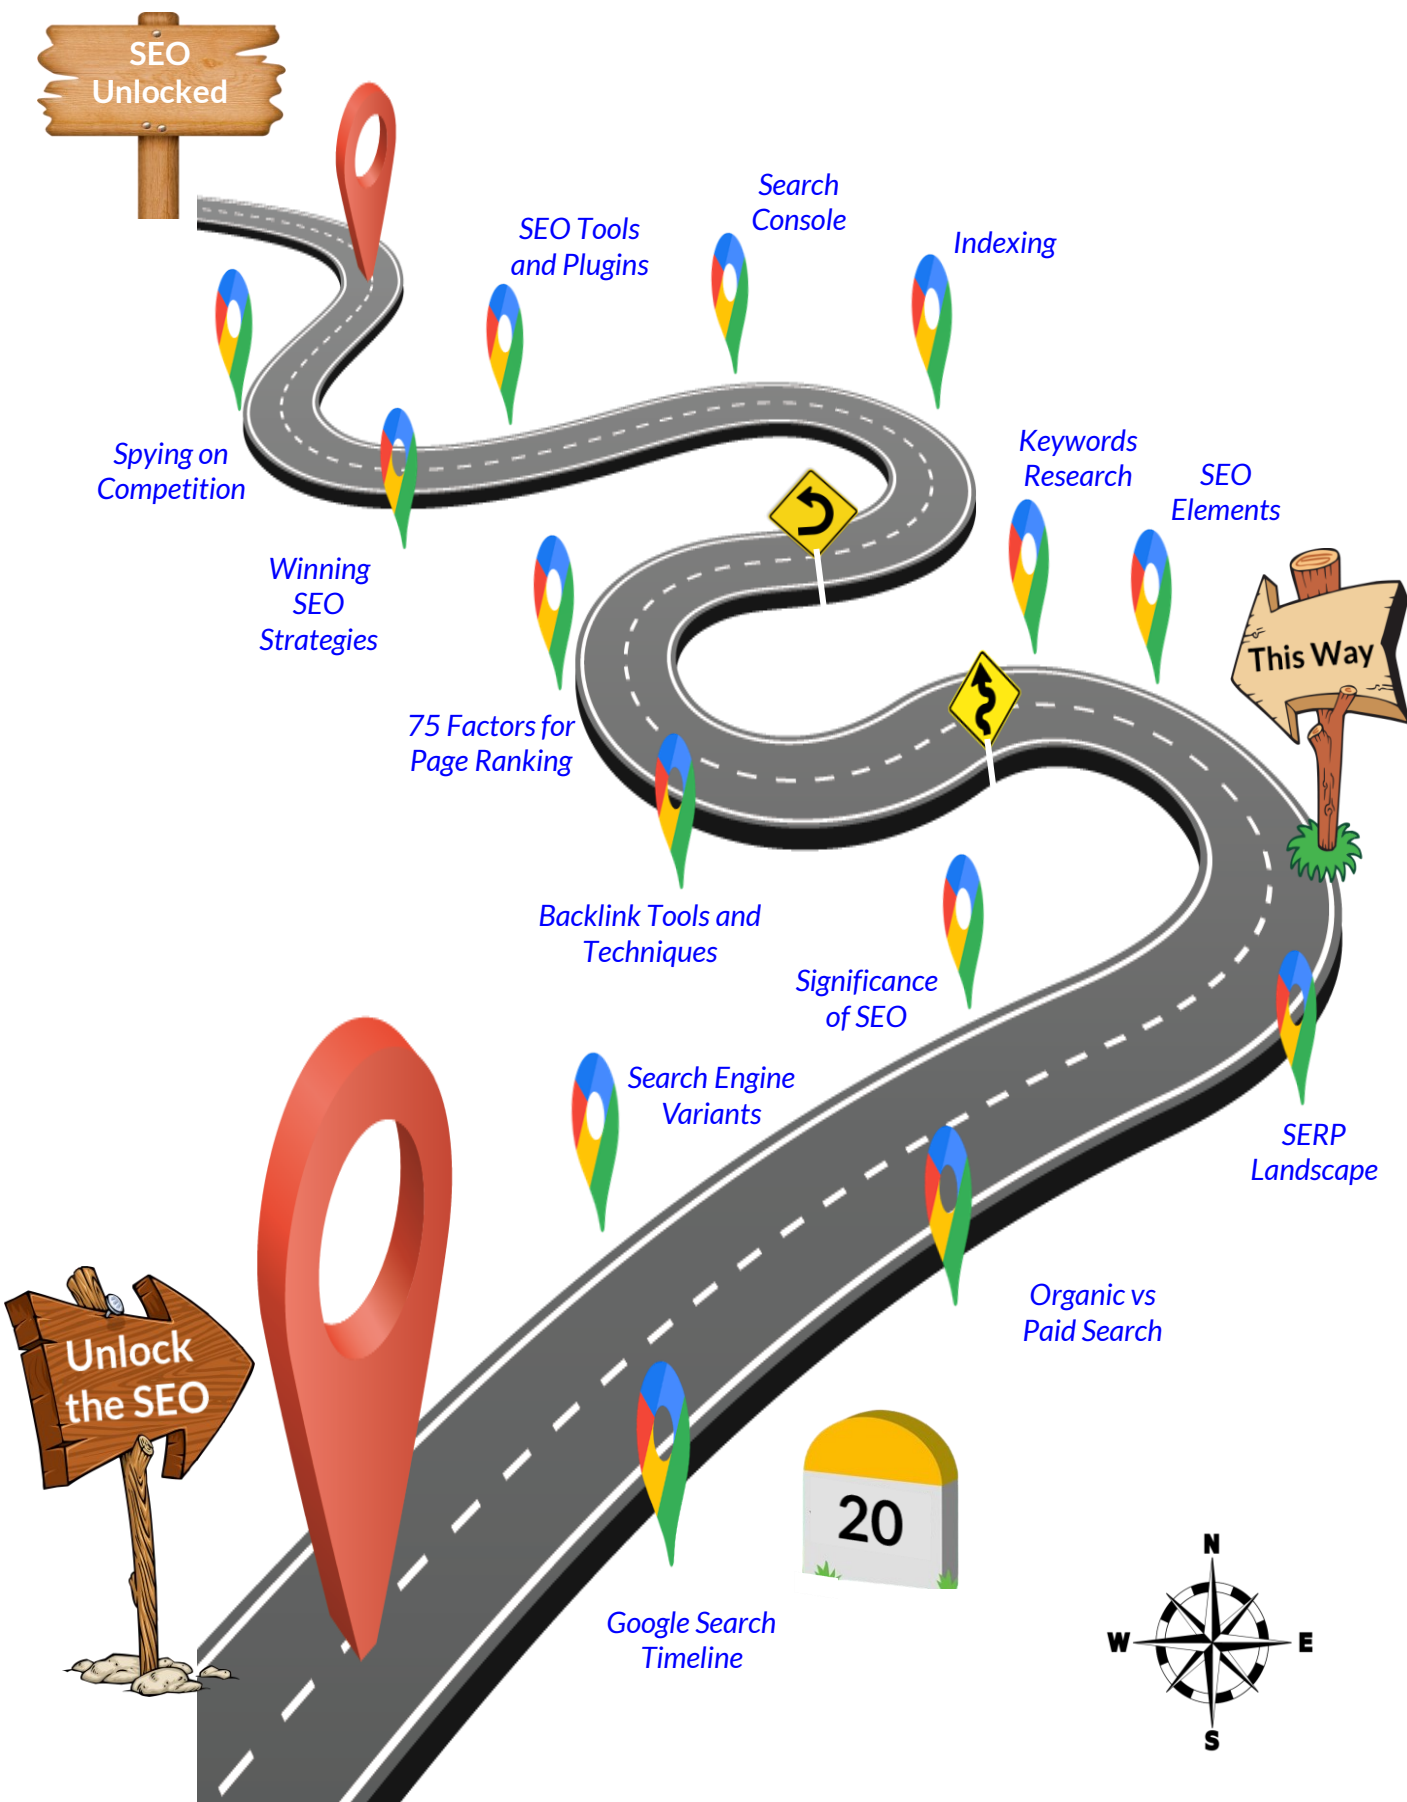 SEO
Unlocked
Search
Console
SEO Tools
and Plugins
Indexing
Spying on
Competition
Keywords
Research
SEO
Elements
Winning
SEO
Strategies
This Way
75 Factors for
Page Ranking
Backlink Tools and
Techniques
Significance
of SEO
Search Engine
Variants
SERP
Landscape
Organic vs
Paid Search
Unlock
the SEO
20
Google Search
Timeline
N
W
E
S